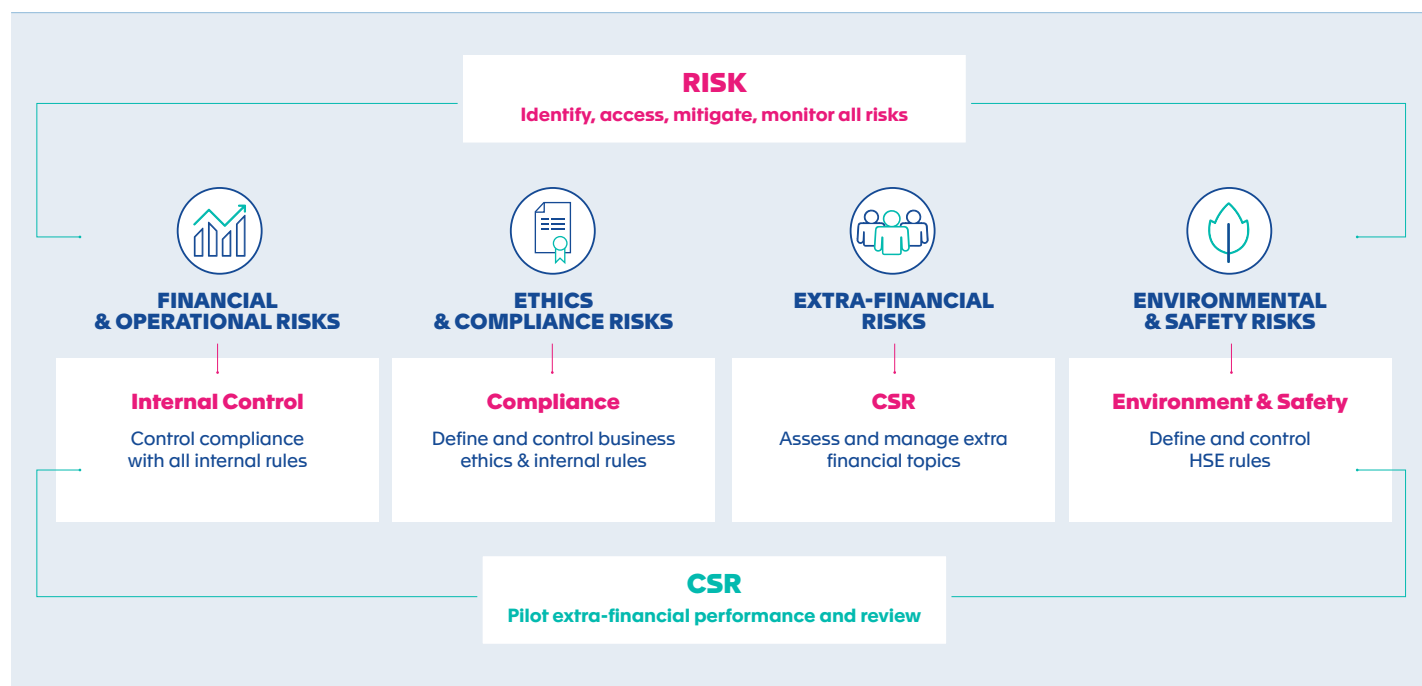 RISK
Identify, access, mitigate, monitor all risks
FINANCIAL
& OPERATIONAL RISKS
ETHICS
& COMPLIANCE RISKS
EXTRA-FINANCIAL
RISKS
ENVIRONMENTAL
& SAFETY RISKS
Internal Control
Control compliance
with all internal rules
Compliance
Define and control business
ethics & internal rules
CSR
Assess and manage extra
financial topics
Environment & Safety
Define and control
HSE rules
CSR
Pilot extra-financial performance and review